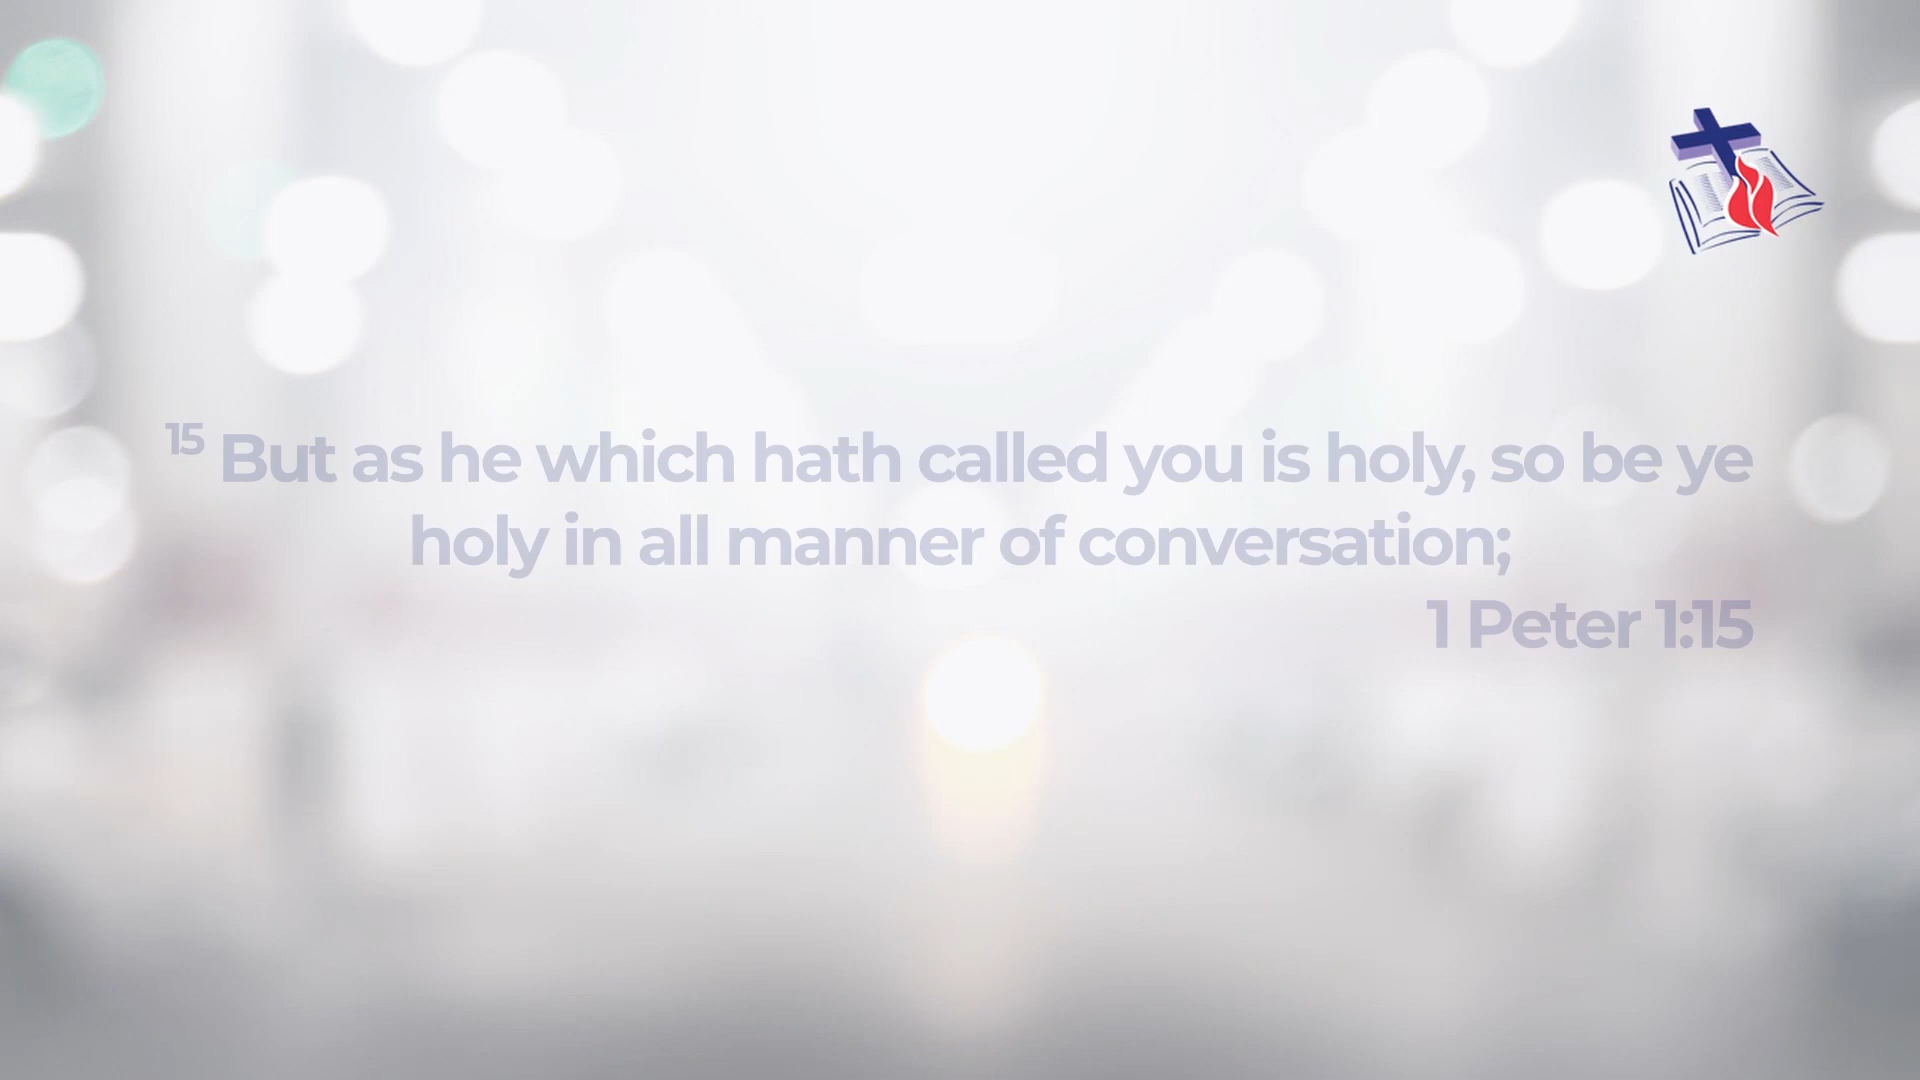 15 But as he which hath called you is holy, so be ye
holy in all manner of conversation;
1 Peter 1:15